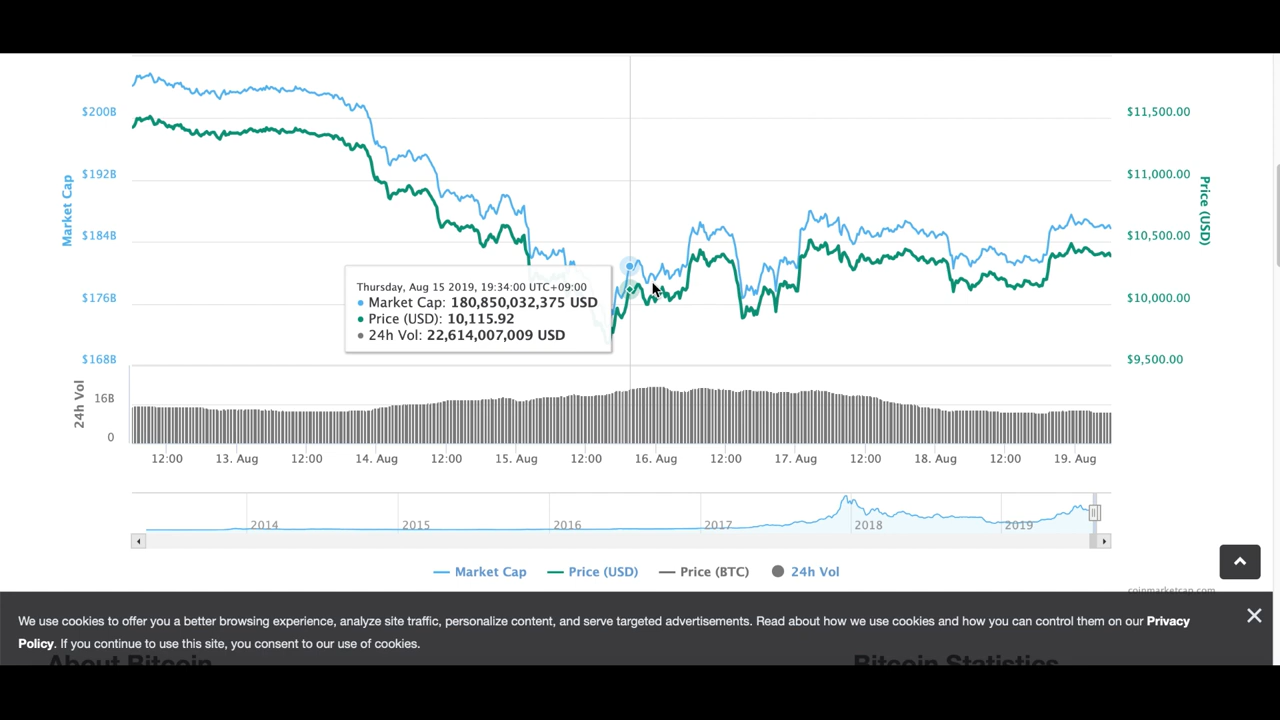 $200B
$192B
$184B
$176B
$168B
Market Cap
$11,500.00
$11,000.00
$10,500.00
$10,000.00
$9,500.00
Price (USD)
Thursday, Aug 15 2019, 19:34:00 UTC+09:00
Market Cap: 180,850,032,375 USD
Price (USD): 10,115.92
24h Vol: 22,614,007,009 USD
24h Vol
16B
0
12:00 13. Aug 12:00 14. Aug 12:00 15. Aug 12:00 16. Aug 12:00 17. Aug 12:00 18. Aug 12:00 19. Aug
2014 2015 2016 2017 2018 2019
Market Cap Price (USD) Price (BTC) 24h Vol
coinmarketcap.com
We use cookies to offer you a better browsing experience, analyze site traffic, personalize content, and serve targeted advertisements. Read about how we use cookies and how you can control them on our Privacy
Policy. If you continue to use this site, you consent to our use of cookies.
About Bitcoin Bitcoin Statistics